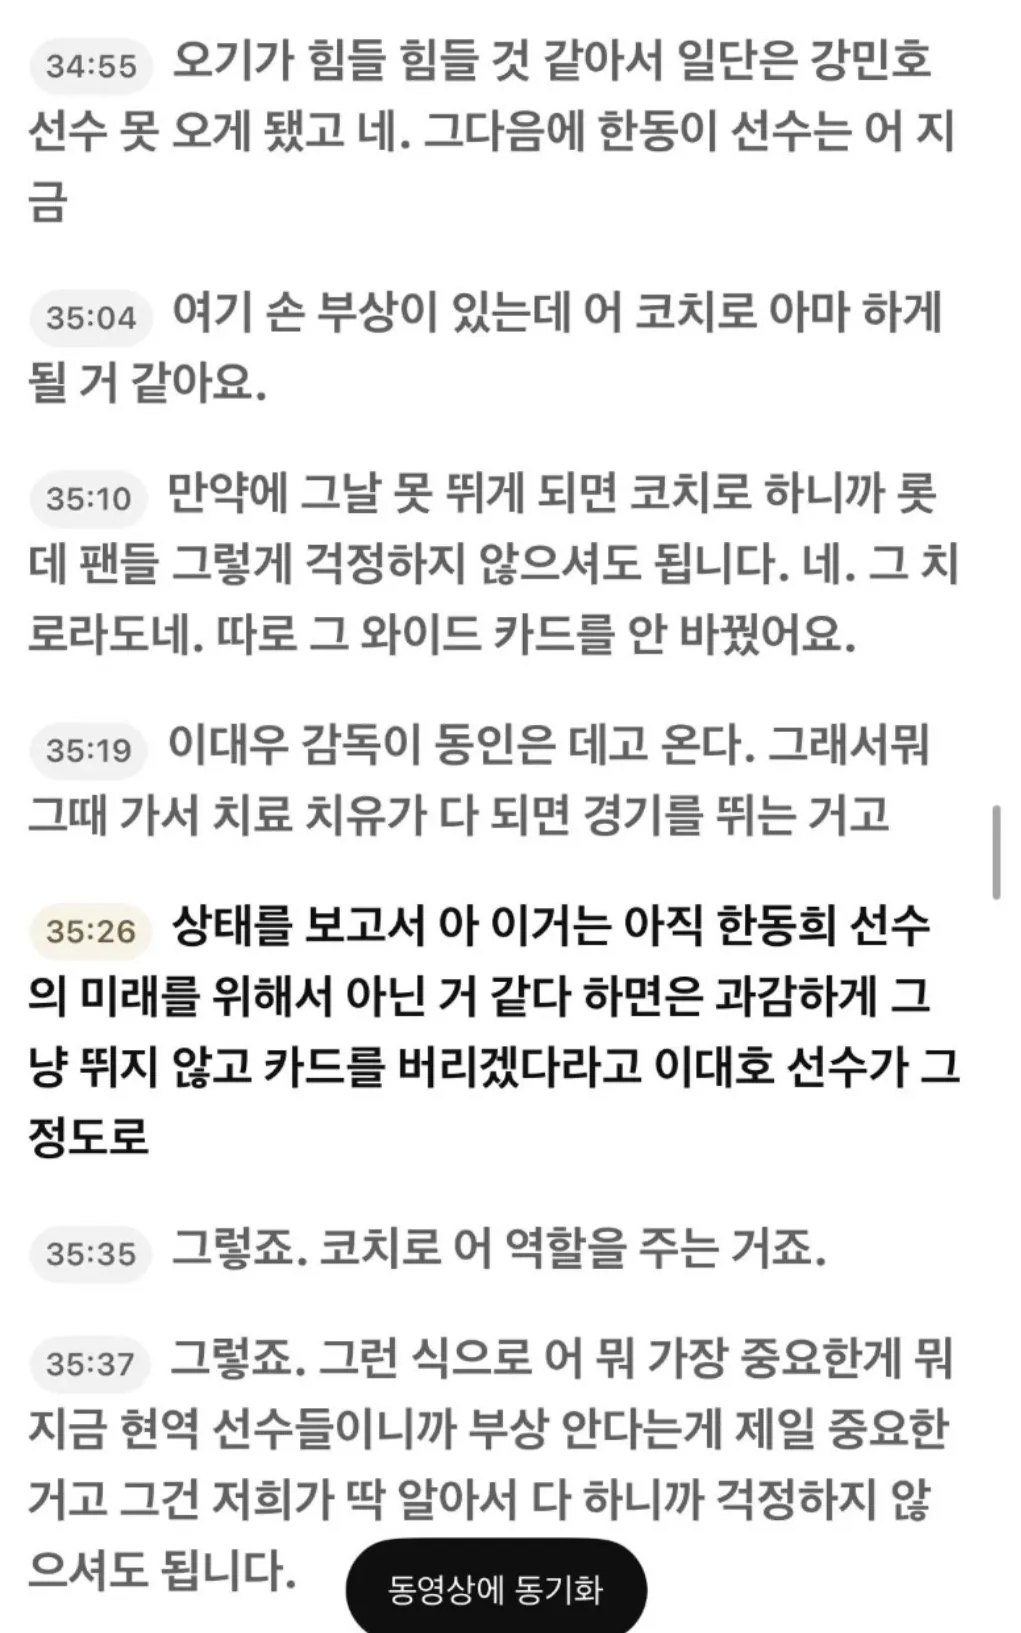 34:55 오기가 힘들 힘들 것 같아서 일단은 강민호
선수 못 오게 됐고 네. 그다음에 한동이 선수는 어 지
금
35:04 여기 손 부상이 있는데 어 코치로 아마 하게
될 거 같아요.
35:10 만약에 그날 못 뛰게 되면 코치로 하니까 롯
데 팬들 그렇게 걱정하지 않으셔도 됩니다. 네. 그 치
로라도네. 따로 그 와이드 카드를 안 바꿨어요.
35:19 이대우 감독이 동인은 데고 온다. 그래서뭐
그때 가서 치료 치유가 다 되면 경기를 뛰는 거고
35:26 상태를 보고서 아 이거는 아직 한동희 선수
의 미래를 위해서 아닌 거 같다 하면은 과감하게 그
냥 뛰지 않고 카드를 버리겠다라고 이대호 선수가 그
정도로
35:35 그렇죠. 코치로 어 역할을 주는 거죠.
35:37 그렇죠. 그런 식으로 어 뭐 가장 중요한게 뭐
지금 현역 선수들이니까 부상 안다는게 제일 중요한
거고 그건 저희가 딱 알아서 다 하니까 걱정하지 않
으셔도 됩니다.
동영상에 동기화